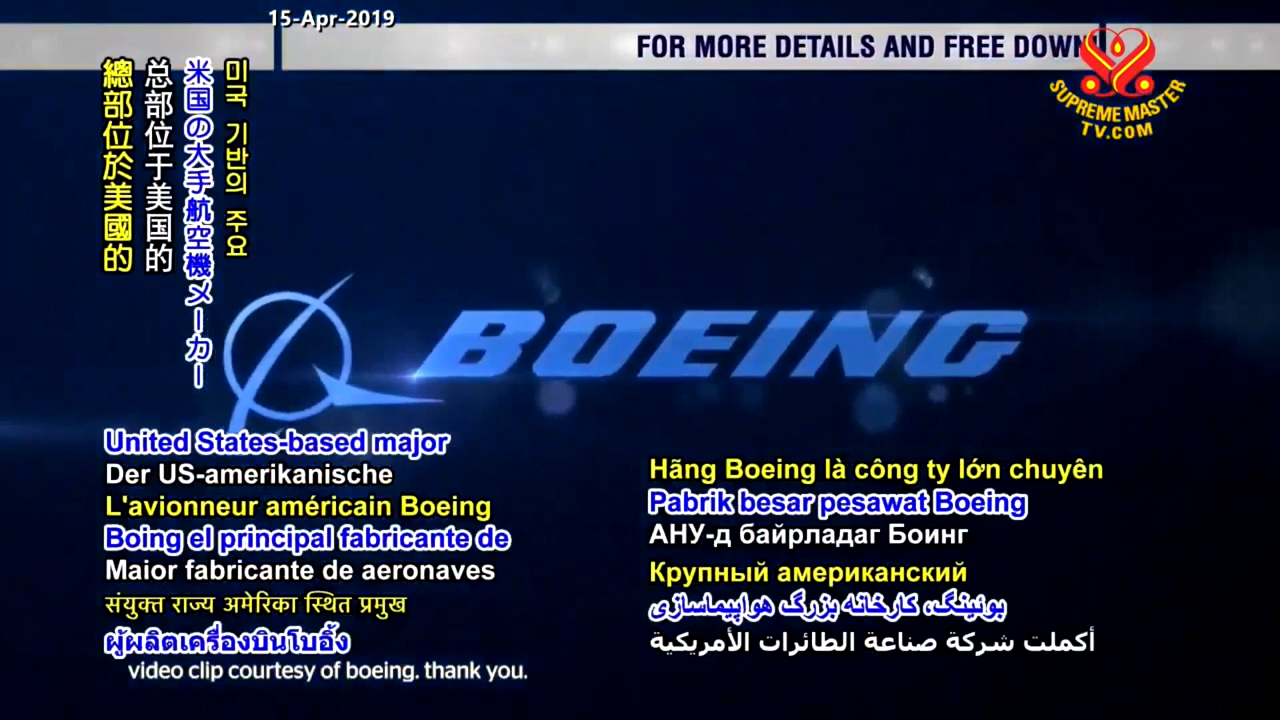 15-Apr-2019
FOR MORE DETAILS AND FREE DOWN
SUPREME MASTER
TV.COM
總部位於美國的
总部位于美国的
米国の大手航空機メーカー
미국 기반의 주요
BOEING
United States-based major
Der US-amerikanische
L'avionneur américain Boeing
Boing el principal fabricante de
Maior fabricante de aeronaves
संयुक्त राज्य अमेरिका स्थित प्रमुख
ผู้ผลิตเครื่องบินโบอิ้ง
Hãng Boeing là công ty lớn chuyên
Pabrik besar pesawat Boeing
АНУ-д байрладаг Боинг
Крупный американский
بوئینگ، کارخانه بزرگ هواپیماسازی
أكملت شركة صناعة الطائرات الأمريكية
video clip courtesy of boeing. thank you.